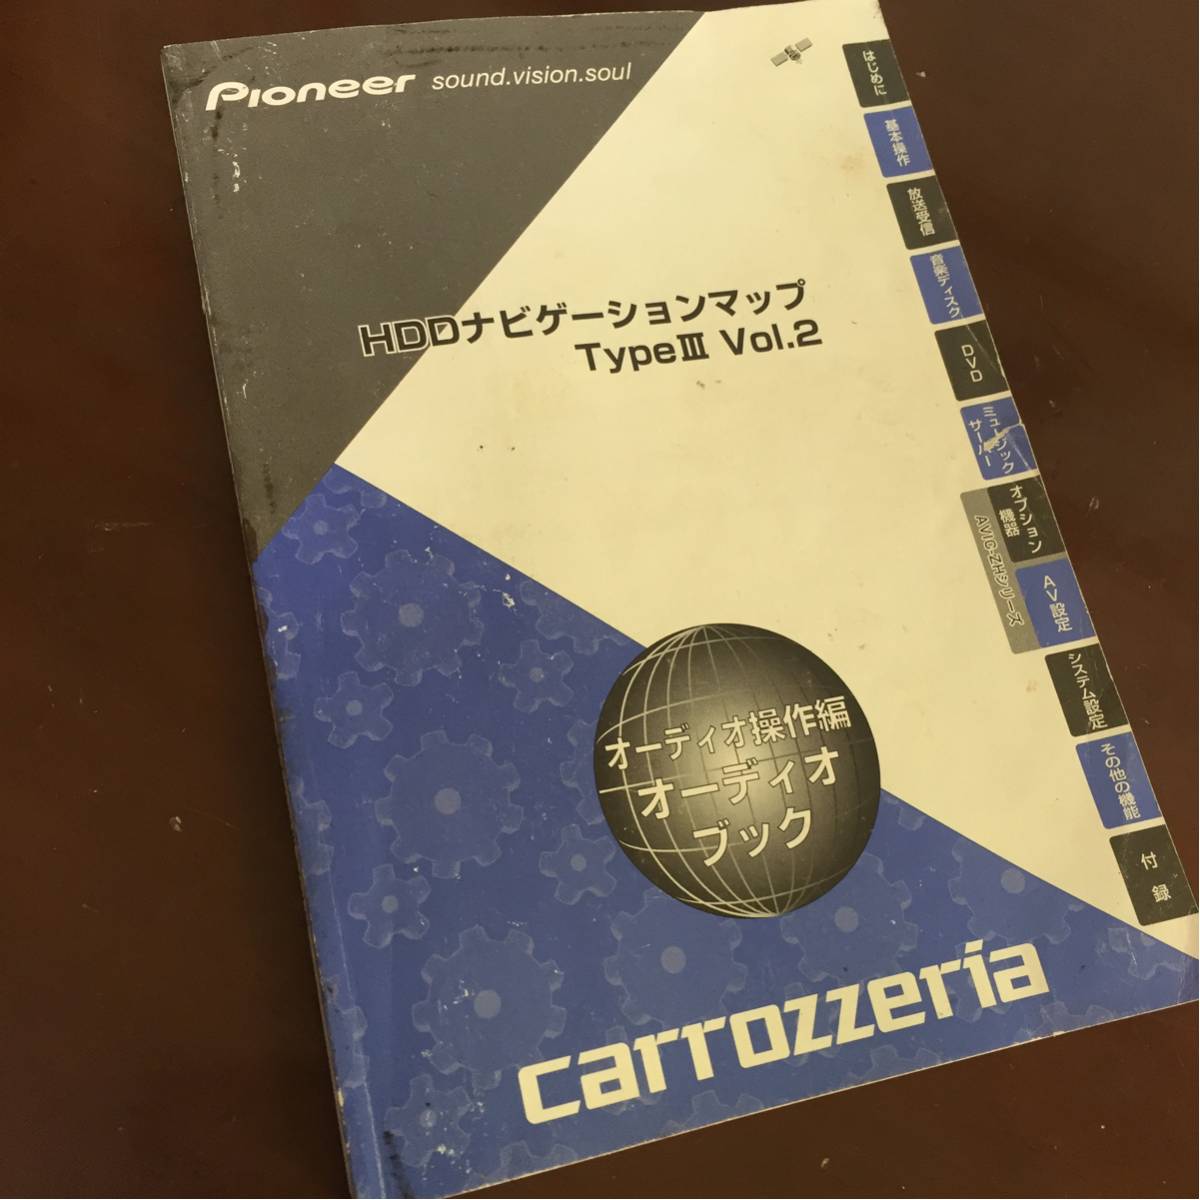 Pioneer sound.vision.soul
HDDナビゲーションマップ
TypeⅢ Vol.2
オーディオ操作編
オーディオ
ブック
carrozzeria
はじめに
基本操作
放送受信
音楽ディスク
DVD
ミュージック
サーバー
オプション
機器
AVIC-ZHシリーズ
AV設定
システム設定
その他の機能
付録